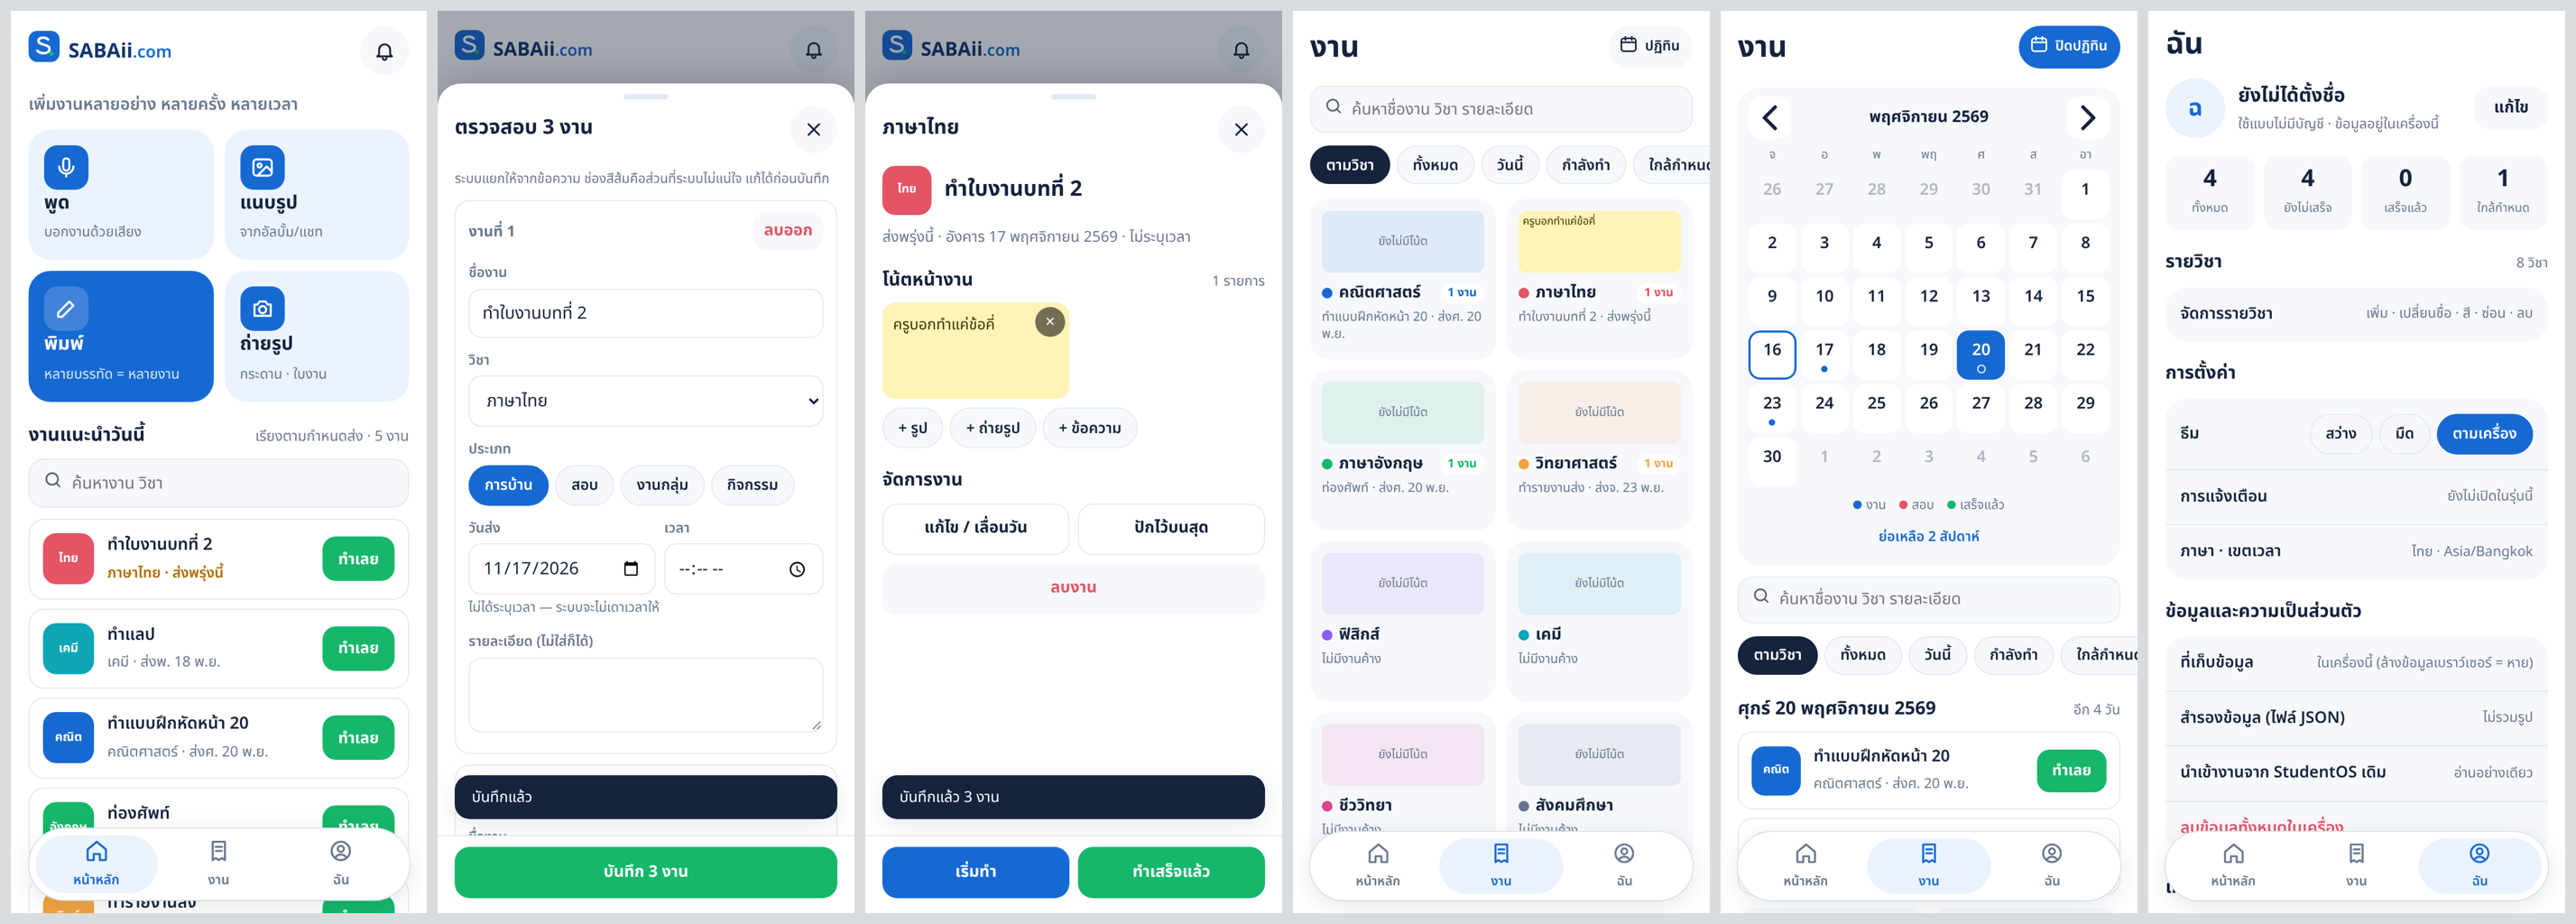 SABAii.com
เพิ่มงานหลายอย่าง หลายครั้ง หลายเวลา
พูด
บอกงานด้วยเสียง
แนบรูป
จากอัลบั้ม/แชท
พิมพ์
หลายบรรทัด = หลายงาน
ถ่ายรูป
กระดาน · ใบงาน
งานแนะนำวันนี้
เรียงตามกำหนดส่ง · 5 งาน
ค้นหางาน วิชา
ไทย
ทำใบงานบทที่ 2
ภาษาไทย · ส่งพรุ่งนี้
ทำเลย
เคมี
ทำแลป
เคมี · ส่งพ. 18 พ.ย.
ทำเลย
คณิต
ทำแบบฝึกหัดหน้า 20
คณิตศาสตร์ · ส่งศ. 20 พ.ย.
ทำเลย
ท่องศัพท์
หน้าหลัก
งาน
ฉัน
SABAii.com
ตรวจสอบ 3 งาน
ระบบแยกให้จากข้อความ ช่องสีส้มคือส่วนที่ระบบไม่แน่ใจ แก้ได้ก่อนบันทึก
งานที่ 1
ลบออก
ชื่องาน
ทำใบงานบทที่ 2
วิชา
ภาษาไทย
ประเภท
การบ้าน
สอบ
งานกลุ่ม
กิจกรรม
วันส่ง
เวลา
11/17/2026
--:-- --
ไม่ได้ระบุเวลา — ระบบจะไม่เดาเวลาให้
รายละเอียด (ไม่ใส่ก็ได้)
บันทึกแล้ว
บันทึก 3 งาน
SABAii.com
ภาษาไทย
ไทย
ทำใบงานบทที่ 2
ส่งพรุ่งนี้ · อังคาร 17 พฤศจิกายน 2569 · ไม่ระบุเวลา
โน้ตหน้างาน
1 รายการ
ครูบอกทำแค่ข้อคี่
+ รูป
+ ถ่ายรูป
+ ข้อความ
จัดการงาน
แก้ไข / เลื่อนวัน
ปักไว้บนสุด
ลบงาน
บันทึกแล้ว 3 งาน
เริ่มทำ
ทำเสร็จแล้ว
งาน
ปฏิทิน
ค้นหาชื่องาน วิชา รายละเอียด
ตามวิชา
ทั้งหมด
วันนี้
กำลังทำ
ยังไม่มีโน้ต
คณิตศาสตร์
1 งาน
ทำแบบฝึกหัดหน้า 20 · ส่งศ. 20
พ.ย.
ครูบอกทำแค่ข้อคี่
ภาษาไทย
1 งาน
ทำใบงานบทที่ 2 · ส่งพรุ่งนี้
ยังไม่มีโน้ต
ภาษาอังกฤษ
1 งาน
ท่องศัพท์ · ส่งศ. 20 พ.ย.
ยังไม่มีโน้ต
วิทยาศาสตร์
1 งาน
ทำรายงานส่ง · ส่งจ. 23 พ.ย.
ยังไม่มีโน้ต
ฟิสิกส์
ไม่มีงานค้าง
ยังไม่มีโน้ต
เคมี
ไม่มีงานค้าง
ยังไม่มีโน้ต
ชีววิทยา
ยังไม่มีโน้ต
สังคมศึกษา
หน้าหลัก
งาน
ฉัน
งาน
ปิดปฏิทิน
พฤศจิกายน 2569
จ อ พ พฤ ศ ส อา
26 27 28 29 30 31 1
2 3 4 5 6 7 8
9 10 11 12 13 14 15
16 17 18 19 20 21 22
23 24 25 26 27 28 29
30 1 2 3 4 5 6
งาน
สอบ
เสร็จแล้ว
ย่อเหลือ 2 สัปดาห์
ค้นหาชื่องาน วิชา รายละเอียด
ตามวิชา
ทั้งหมด
วันนี้
กำลังทำ
ศุกร์ 20 พฤศจิกายน 2569
อีก 4 วัน
คณิต
ทำแบบฝึกหัดหน้า 20
คณิตศาสตร์ · ส่งศ. 20 พ.ย.
ทำเลย
หน้าหลัก
งาน
ฉัน
ฉัน
ฉ
ยังไม่ได้ตั้งชื่อ
ใช้แบบไม่มีบัญชี · ข้อมูลอยู่ในเครื่องนี้
แก้ไข
4
ทั้งหมด
4
ยังไม่เสร็จ
0
เสร็จแล้ว
1
ใกล้กำหนด
รายวิชา
8 วิชา
จัดการรายวิชา
เพิ่ม · เปลี่ยนชื่อ · สี · ซ่อน · ลบ
การตั้งค่า
ธีม
สว่าง
มืด
ตามเครื่อง
การแจ้งเตือน
ยังไม่เปิดในรุ่นนี้
ภาษา · เขตเวลา
ไทย · Asia/Bangkok
ข้อมูลและความเป็นส่วนตัว
ที่เก็บข้อมูล
ในเครื่องนี้ (ล้างข้อมูลเบราว์เซอร์ = หาย)
สำรองข้อมูล (ไฟล์ JSON)
ไม่รวมรูป
นำเข้างานจาก StudentOS เดิม
อ่านอย่างเดียว
ลบข้อมูลทั้งหมดในเครื่อง
หน้าหลัก
งาน
ฉัน